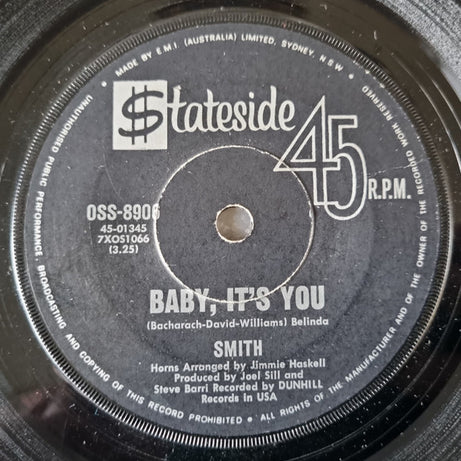 MADE BY E.M.I. (AUSTRALIA) LIMITED, SYDNEY, N.S.W.
ALL RIGHTS OF THE MANUFACTURER AND OF THE OWNER OF THE RECORDED WORK RESERVED
UNAUTHORISED PUBLIC PERFORMANCE, BROADCASTING AND COPYING OF THIS RECORD PROHIBITED
$tateside
45
R.P.M.
OSS-8906
45-01345
7XOS1066
(3.25)
BABY, IT'S YOU
(Bacharach-David-Williams) Belinda
SMITH
Horns Arranged by Jimmie Haskell
Produced by Joel Sill and
Steve Barri Recorded by DUNHILL
Records in USA